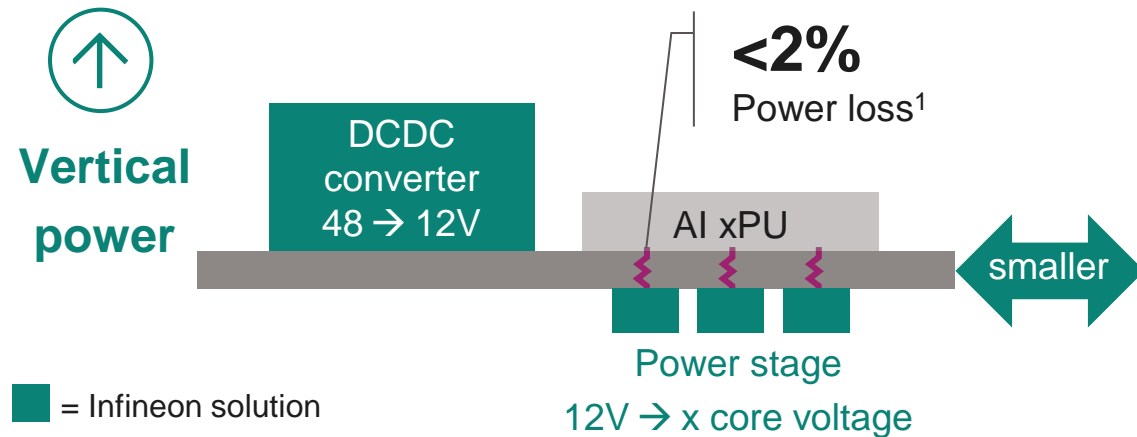 Vertical
power
DCDC
converter
48 → 12V
<2%
Power loss¹
AI xPU
smaller
Power stage
12V → x core voltage
= Infineon solution